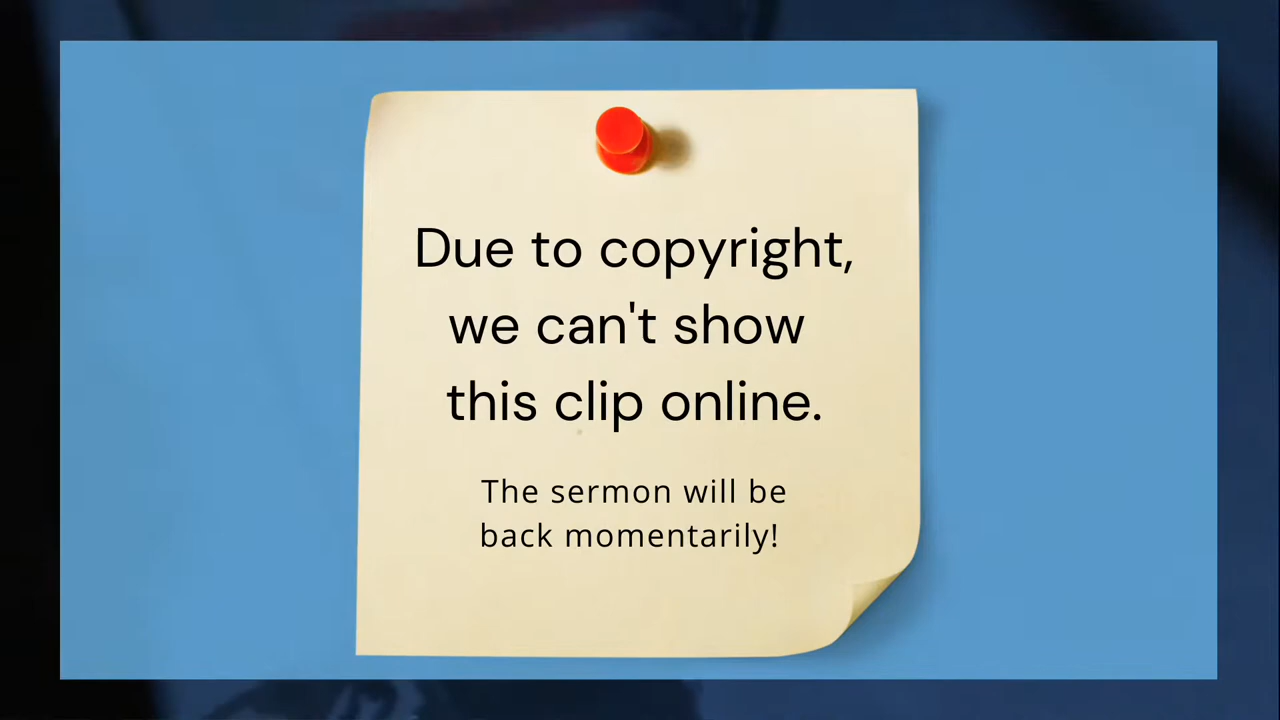 Due to copyright,
we can't show
this clip online.
The sermon will be
back momentarily!